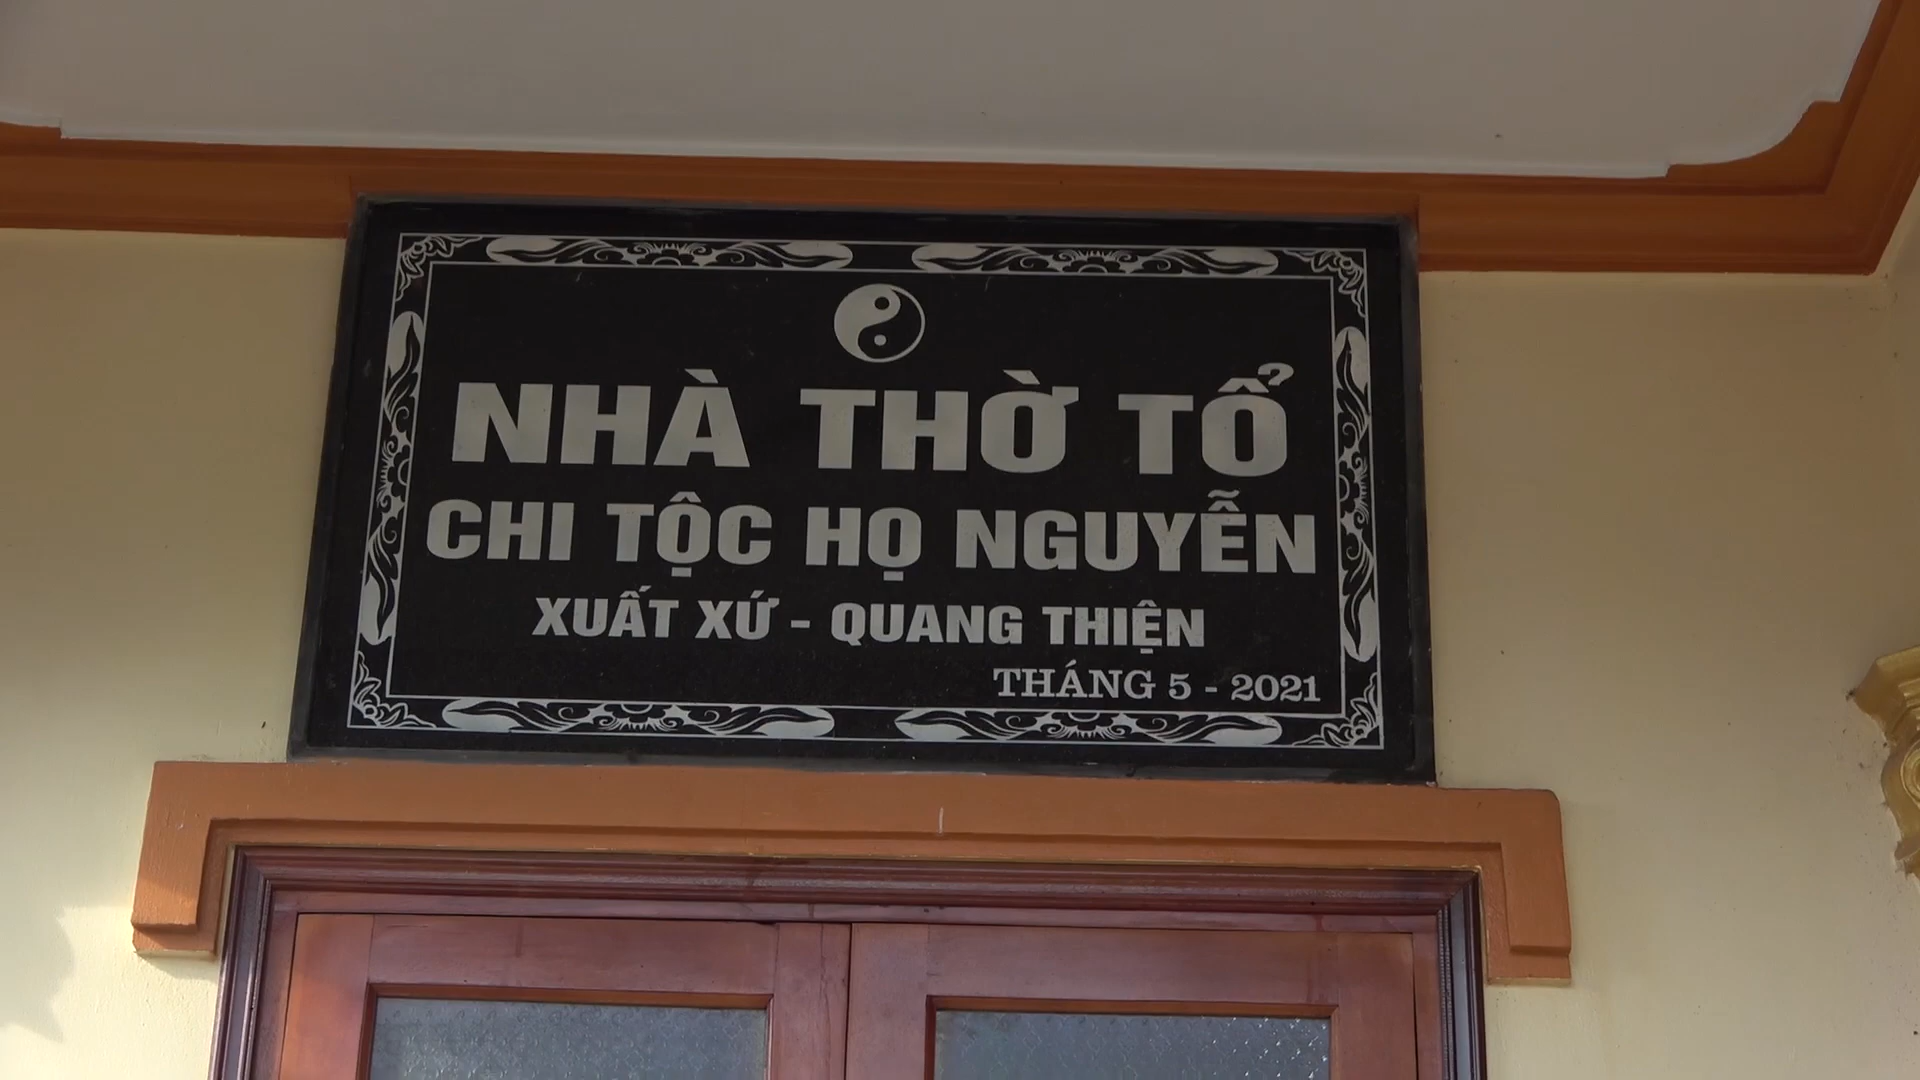 NHÀ THỜ TỔ
CHI TỘC HỌ NGUYỄN
XUẤT XỨ - QUANG THIỆN
THÁNG 5 - 2021